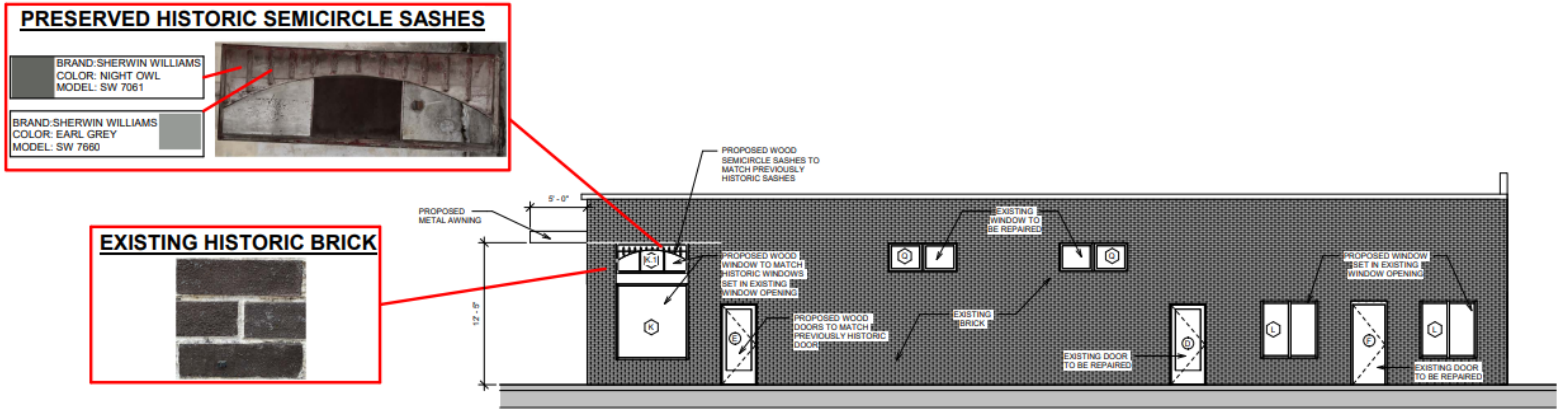 PRESERVED HISTORIC SEMICIRCLE SASHES
BRAND:SHERWIN WILLIAMS
COLOR: NIGHT OWL
MODEL: SW 7061
BRAND:SHERWIN WILLIAMS
COLOR: EARL GREY
MODEL: SW 7660
PROPOSED WOOD
SEMICIRCLE SASHES TO
MATCH PREVIOUSLY
HISTORIC SASHES
5' - 0"
PROPOSED
METAL AWNING
EXISTING
WINDOW TO
BE REPAIRED
EXISTING HISTORIC BRICK
K.1
PROPOSED WOOD
WINDOW TO MATCH
HISTORIC WINDOWS
SET IN EXISTING
WINDOW OPENING
Q
Q
PROPOSED WINDOW
SET IN EXISTING
WINDOW OPENING
12' - 6"
K
E
PROPOSED WOOD
DOORS TO MATCH
PREVIOUSLY HISTORIC
DOOR
EXISTING
BRICK
D
L
F
L
EXISTING DOOR
TO BE REPAIRED
EXISTING DOOR
TO BE REPAIRED